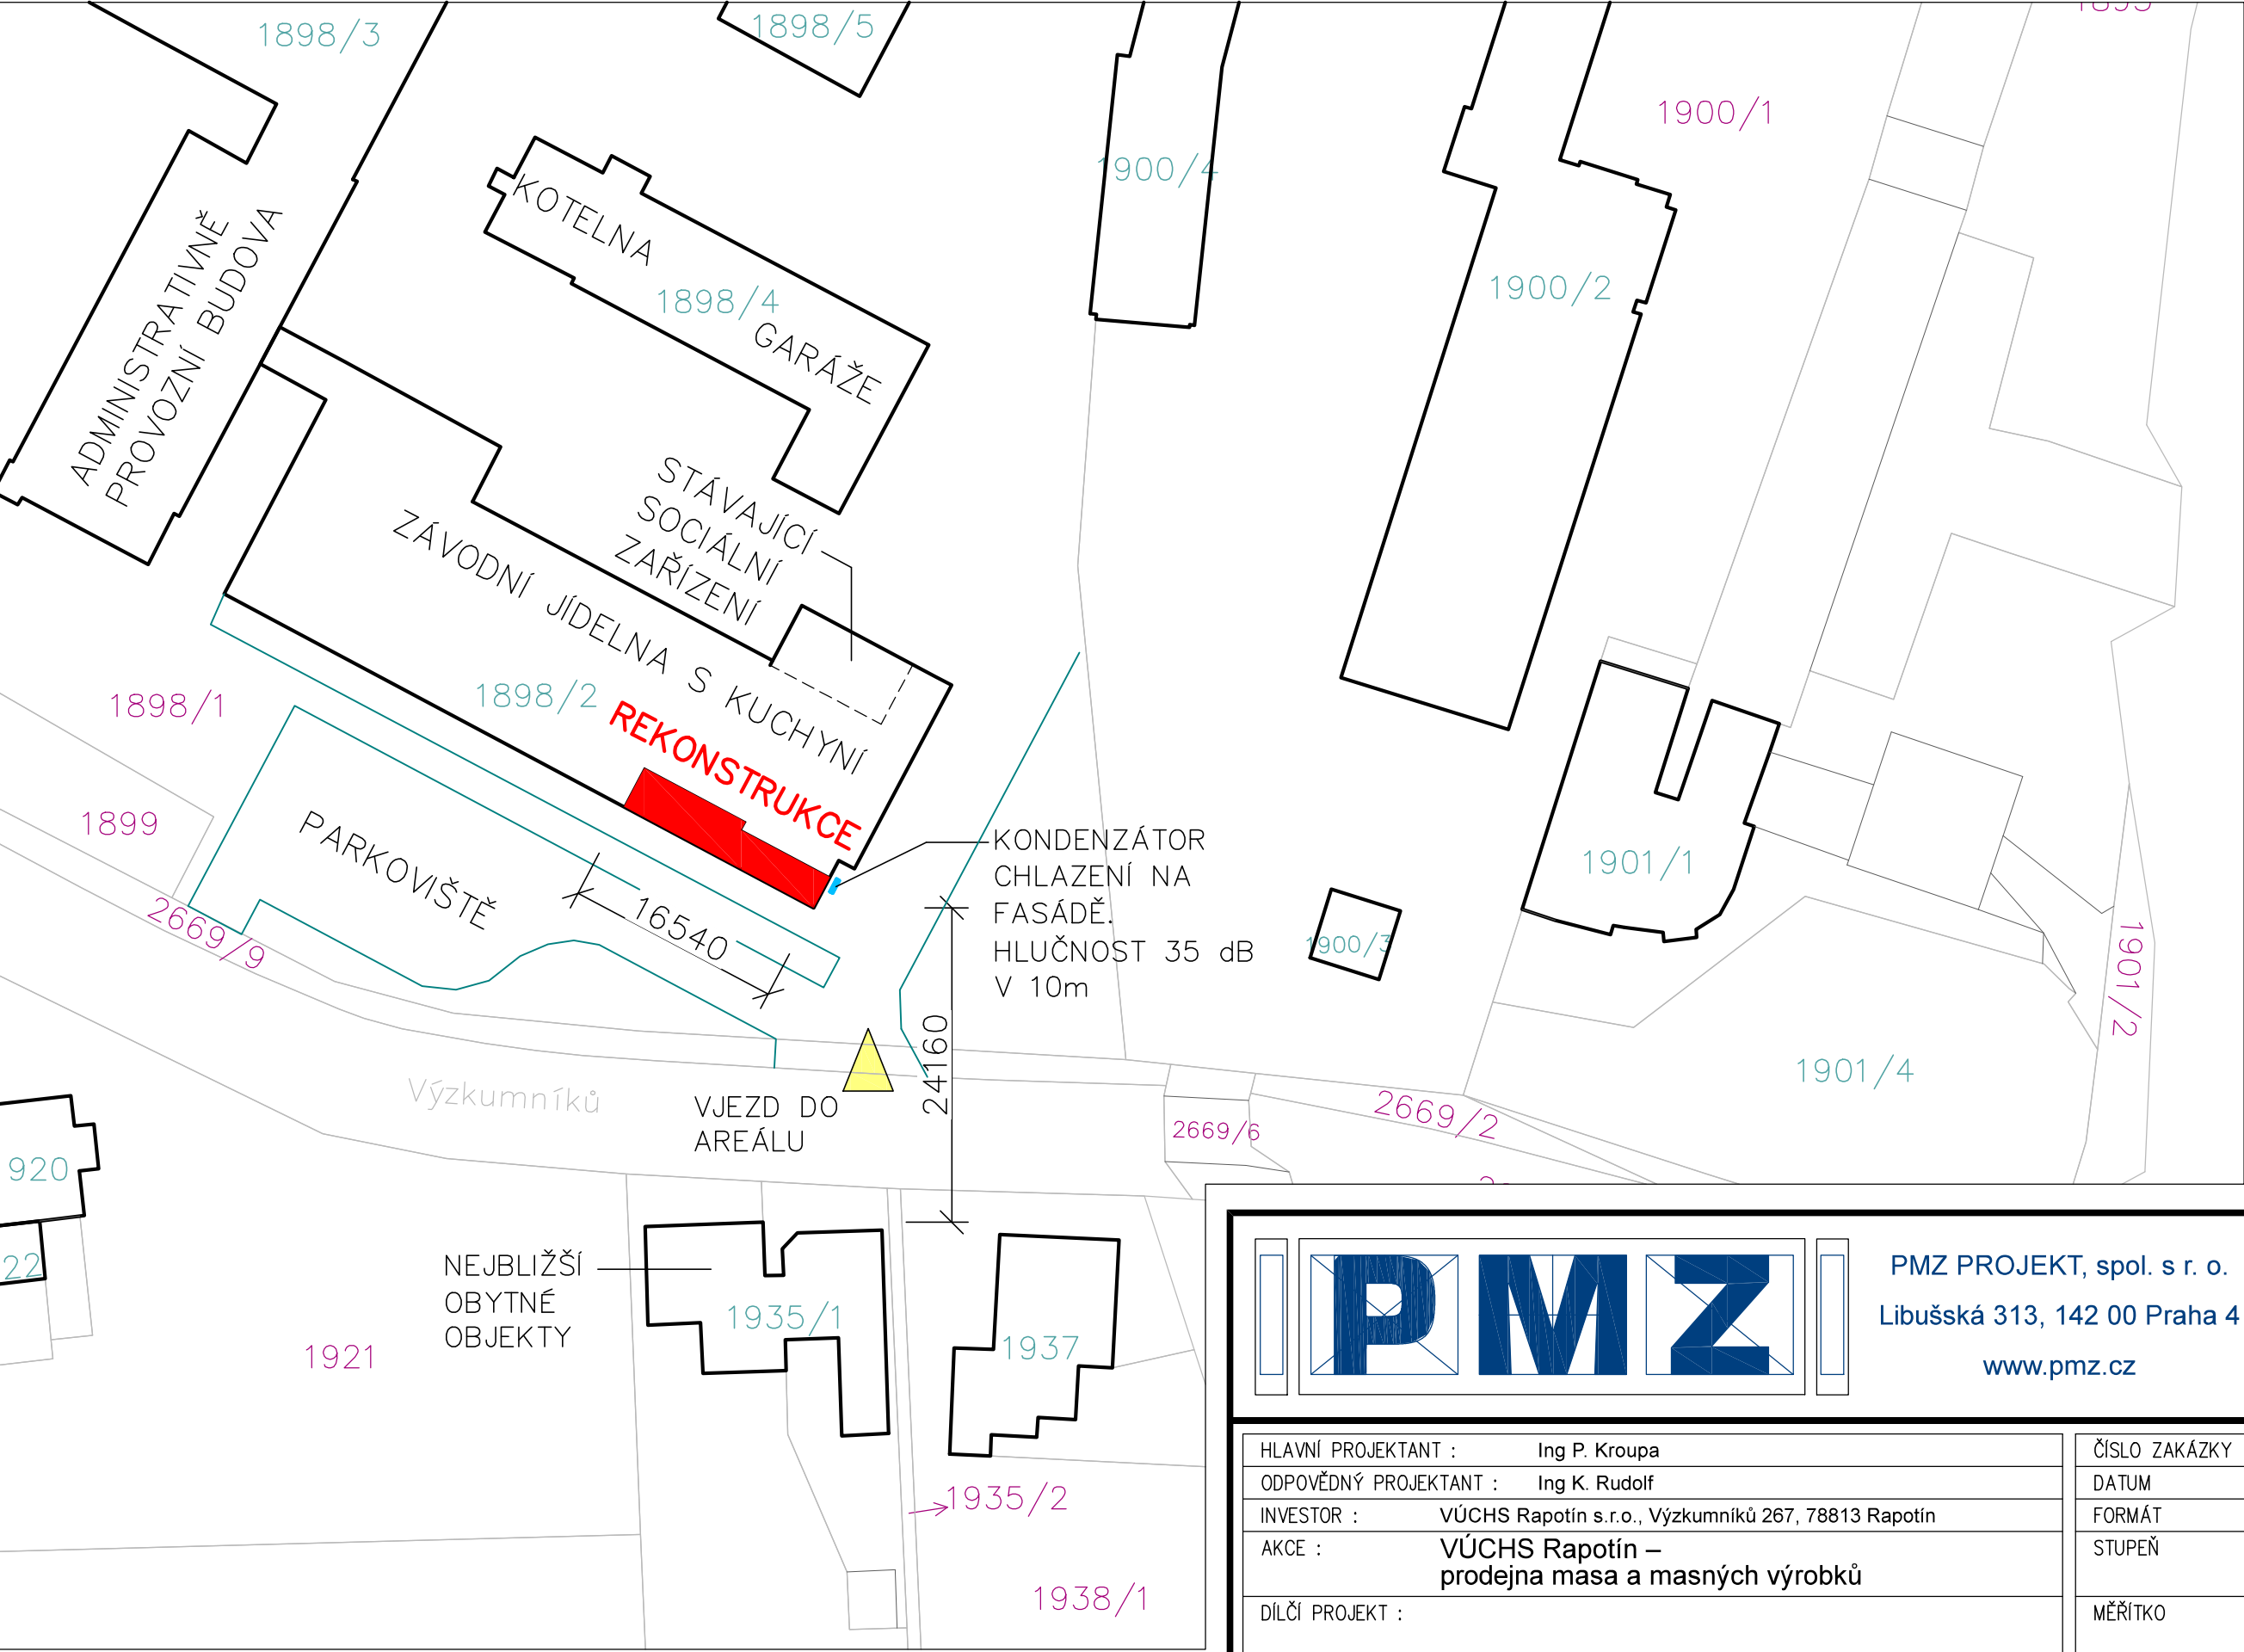 1898/3
1898/5
1900/1
1900/4
KOTELNA
ADMINISTRATIVNĚ
PROVOZNÍ BUDOVA
1898/4
1900/2
GARÁŽE
STÁVAJÍCÍ
SOCIÁLNÍ
ZAŘÍZENÍ
ZÁVODNÍ JÍDELNA S KUCHYNÍ
1898/2
1898/1
REKONSTRUKCE
1899
PARKOVIŠTĚ
KONDENZÁTOR
CHLAZENÍ NA
FASÁDĚ.
HLUČNOST 35 dB
V 10m
1901/1
2669/9
16540
1900/3
1901/2
24160
1901/4
Výzkumníků
VJEZD DO
AREÁLU
2669/2
2669/6
920
22
NEJBLIŽŠÍ
OBYTNÉ
OBJEKTY
1935/1
1937
1921
1935/2
1938/1
PMZ
PMZ PROJEKT, spol. s r. o.
Libušská 313, 142 00 Praha 4
www.pmz.cz
HLAVNÍ PROJEKTANT : Ing P. Kroupa
ČÍSLO ZAKÁZKY
ODPOVĚDNÝ PROJEKTANT : Ing K. Rudolf
DATUM
INVESTOR : VÚCHS Rapotín s.r.o., Výzkumníků 267, 78813 Rapotín
FORMÁT
AKCE : VÚCHS Rapotín –
prodejna masa a masných výrobků
STUPEŇ
DÍLČÍ PROJEKT :
MĚŘÍTKO